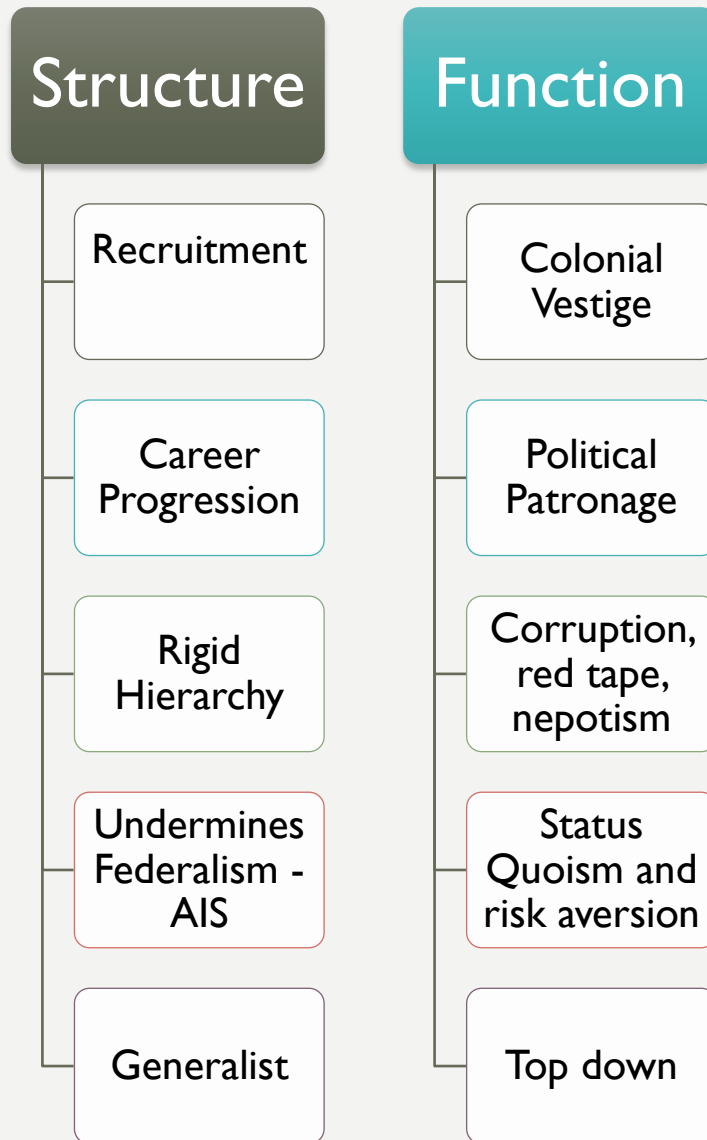 Structure
Recruitment
Career
Progression
Rigid
Hierarchy
Undermines
Federalism -
AIS
Generalist
Function
Colonial
Vestige
Political
Patronage
Corruption,
red tape,
nepotism
Status
Quoism and
risk aversion
Top down